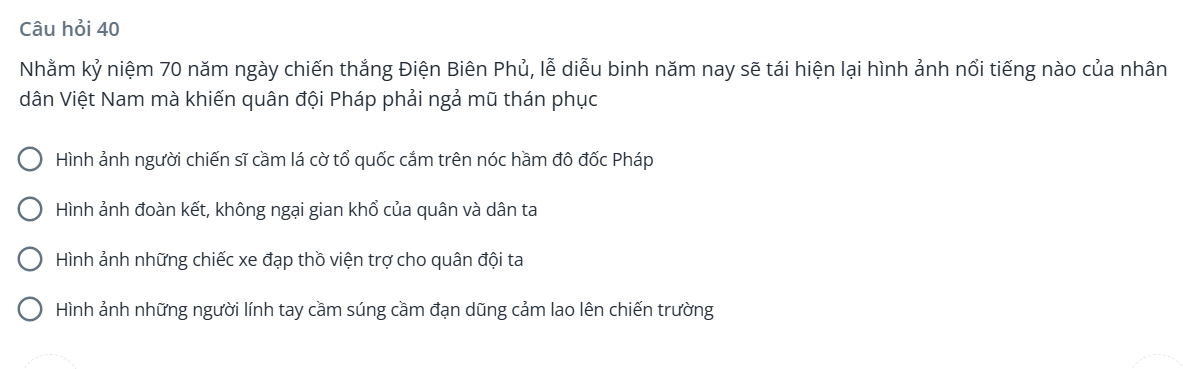 Câu hỏi 40
Nhằm kỷ niệm 70 năm ngày chiến thắng Điện Biên Phủ, lễ diễu binh năm nay sẽ tái hiện lại hình ảnh nổi tiếng nào của nhân
dân Việt Nam mà khiến quân đội Pháp phải ngả mũ thán phục
Hình ảnh người chiến sĩ cầm lá cờ tổ quốc cắm trên nóc hầm đô đốc Pháp
Hình ảnh đoàn kết, không ngại gian khổ của quân và dân ta
Hình ảnh những chiếc xe đạp thồ viện trợ cho quân đội ta
Hình ảnh những người lính tay cầm súng cầm đạn dũng cảm lao lên chiến trường